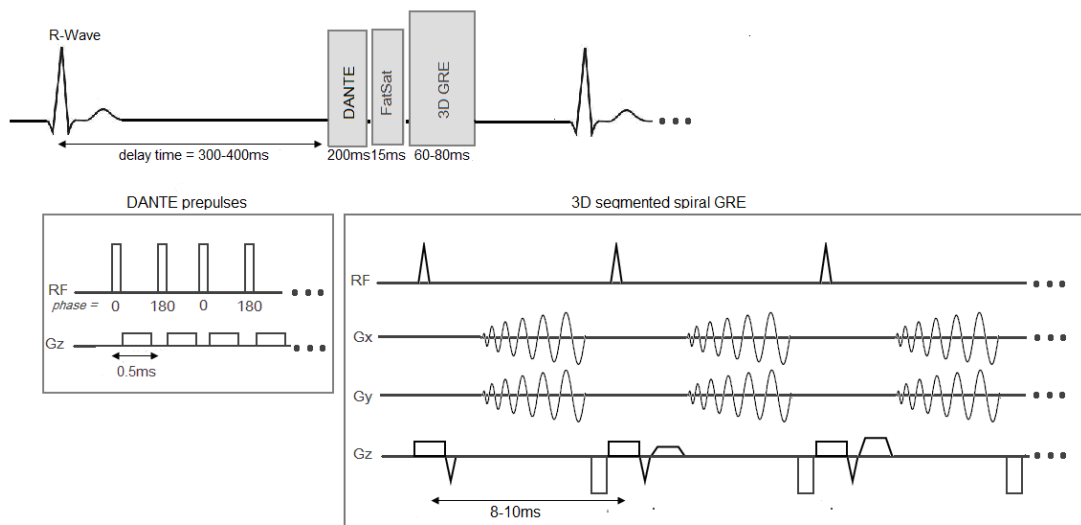 R-Wave
DANTE
FatSat
3D GRE
delay time = 300-400ms
200ms 15ms 60-80ms
DANTE prepulses
RF
phase = 0 180 0 180
Gz
0.5ms
3D segmented spiral GRE
RF
Gx
Gy
Gz
8-10ms